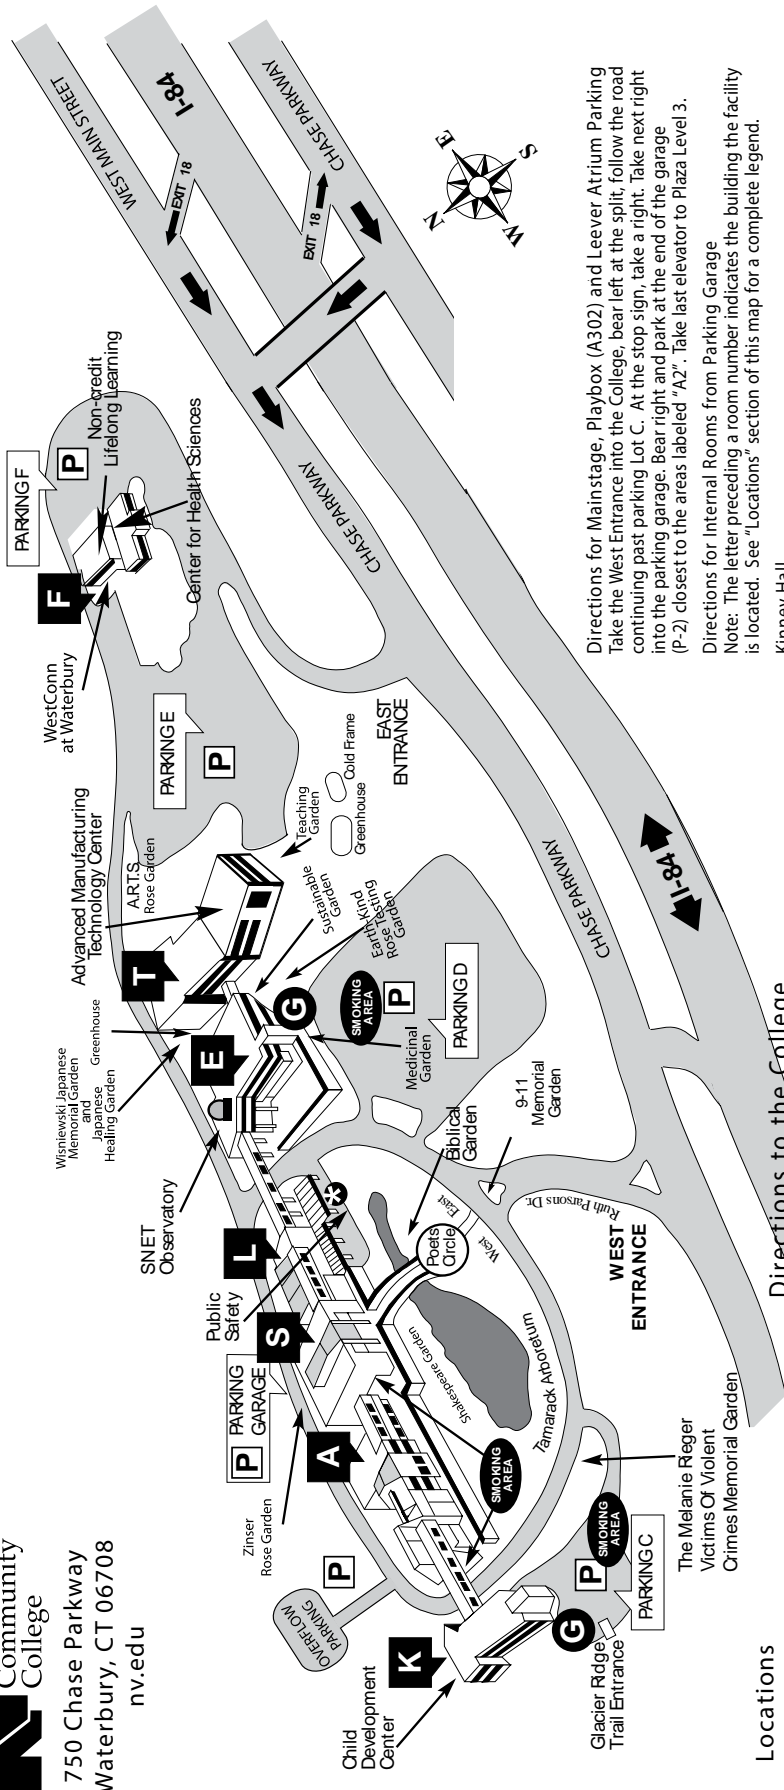 Community
College
750 Chase Parkway
Waterbury, CT 06708
nv.edu
WEST MAIN STREET
I-84
CHASE PARKWAY
EXIT 18
EXIT 18
N
E
S
W
PARKING F
P
Non-credit
Lifelong Learning
Center for Health Sciences
F
WestConn
at Waterbury
CHASE PARKWAY
PARKING E
P
EAST
ENTRANCE
Advanced Manufacturing
Technology Center
A.R.T.S.
Rose Garden
Teaching
Garden
Cold Frame
Greenhouse
T
Sustainable
Garden
Earth-Kind
Rose Testing
Garden
CHASE PARKWAY
I-84
Greenhouse
Wisniewski Japanese
Memorial Garden
and
Japanese
Healing Garden
E
G
SMOKING
AREA
P
PARKING D
Medicinal
Garden
SNET
Observatory
9-11
Memorial
Garden
Biblical
Garden
L
*
Public
Safety
S
East
West
Poets
Circle
Ruth Parsons Dr.
WEST
ENTRANCE
P
PARKING
GARAGE
A
Shakespeare Garden
Tamarack Arboretum
Zinser
Rose Garden
SMOKING
AREA
P
OVERFLOW
PARKING
The Melanie Rieger
Victims Of Violent
Crimes Memorial Garden
SMOKING
AREA
P
PARKING C
K
G
Child
Development
Center
Glacier Ridge
Trail Entrance
Directions for Mainstage, Playbox (A302) and Leever Atrium Parking
Take the West Entrance into the College, bear left at the split, follow the road
continuing past parking Lot C. At the stop sign, take a right. Take next right
into the parking garage. Bear right and park at the end of the garage
(P-2) closest to the areas labeled "A2". Take last elevator to Plaza Level 3.
Directions for Internal Rooms from Parking Garage
Note: The letter preceding a room number indicates the building the facility
is located. See "Locations" section of this map for a complete legend.
Kinney Hall
Directions to the College
Locations